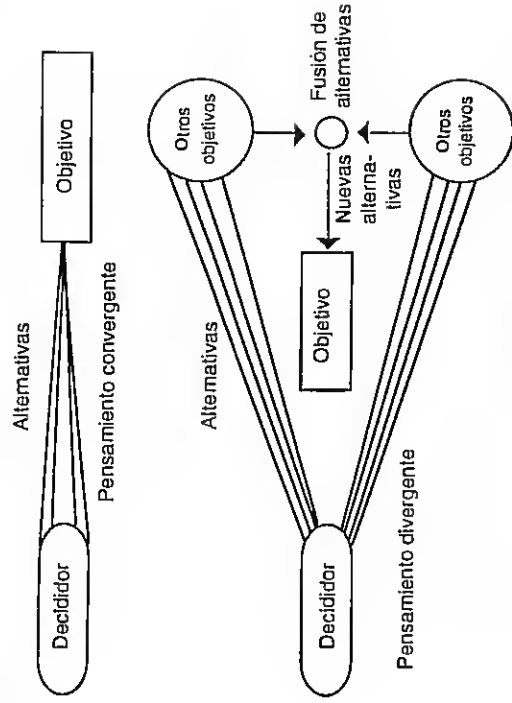 Alternativas
Decididor
Objetivo
Pensamiento convergente
Otros
objetivos
Alternativas
Fusión de
alternativas
Nuevas
alterna-
tivas
Decididor
Objetivo
Pensamiento divergente
Otros
objetivos